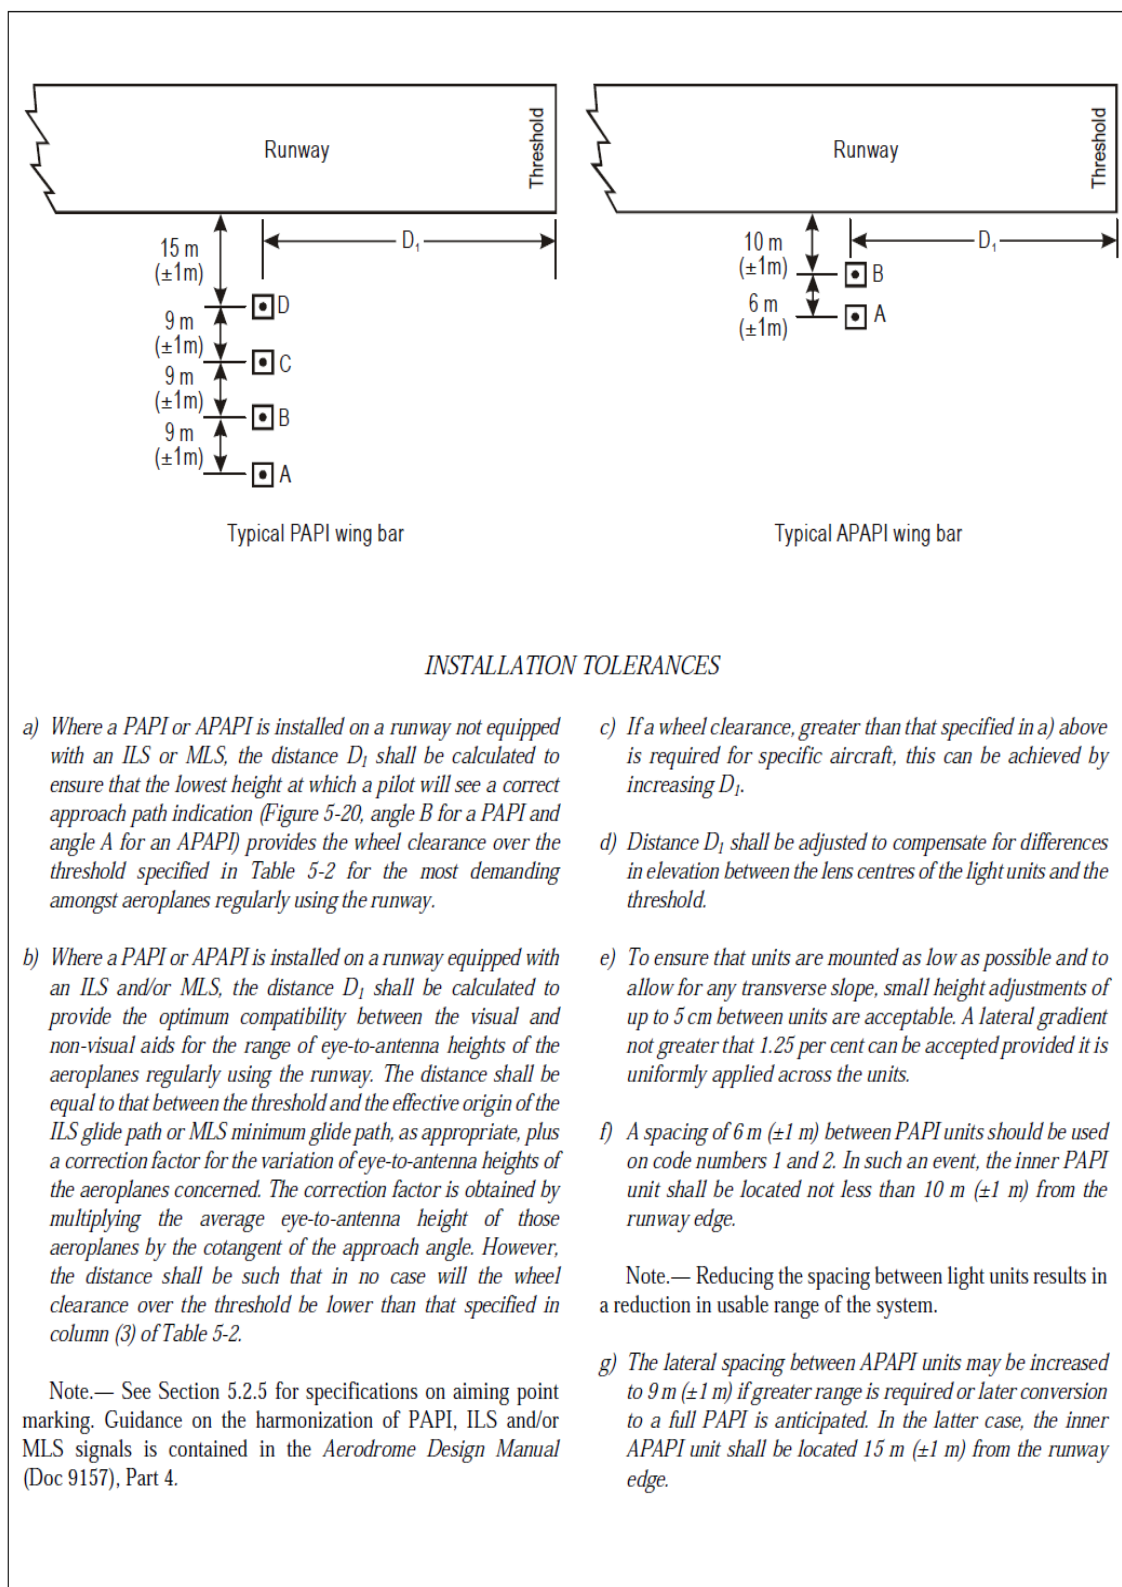 Runway
Threshold
15 m
(±1m)
D₁
D
9 m
(±1m)
C
9 m
(±1m)
B
9 m
(±1m)
A
Typical PAPI wing bar
Runway
Threshold
10 m
(±1m)
D₁
B
6 m
(±1m)
A
Typical APAPI wing bar
INSTALLATION TOLERANCES
a) Where a PAPI or APAPI is installed on a runway not equipped
with an ILS or MLS, the distance D₁ shall be calculated to
ensure that the lowest height at which a pilot will see a correct
approach path indication (Figure 5-20, angle B for a PAPI and
angle A for an APAPI) provides the wheel clearance over the
threshold specified in Table 5-2 for the most demanding
amongst aeroplanes regularly using the runway.
b) Where a PAPI or APAPI is installed on a runway equipped with
an ILS and/or MLS, the distance D₁ shall be calculated to
provide the optimum compatibility between the visual and
non-visual aids for the range of eye-to-antenna heights of the
aeroplanes regularly using the runway. The distance shall be
equal to that between the threshold and the effective origin of the
ILS glide path or MLS minimum glide path, as appropriate, plus
a correction factor for the variation of eye-to-antenna heights of
the aeroplanes concerned. The correction factor is obtained by
multiplying the average eye-to-antenna height of those
aeroplanes by the cotangent of the approach angle. However,
the distance shall be such that in no case will the wheel
clearance over the threshold be lower than that specified in
column (3) of Table 5-2.
Note.— See Section 5.2.5 for specifications on aiming point
marking. Guidance on the harmonization of PAPI, ILS and/or
MLS signals is contained in the Aerodrome Design Manual
(Doc 9157), Part 4.
c) If a wheel clearance, greater than that specified in a) above
is required for specific aircraft, this can be achieved by
increasing D₁.
d) Distance D₁ shall be adjusted to compensate for differences
in elevation between the lens centres of the light units and the
threshold.
e) To ensure that units are mounted as low as possible and to
allow for any transverse slope, small height adjustments of
up to 5 cm between units are acceptable. A lateral gradient
not greater that 1.25 per cent can be accepted provided it is
uniformly applied across the units.
f) A spacing of 6 m (±1 m) between PAPI units should be used
on code numbers 1 and 2. In such an event, the inner PAPI
unit shall be located not less than 10 m (±1 m) from the
runway edge.
Note.— Reducing the spacing between light units results in
a reduction in usable range of the system.
g) The lateral spacing between APAPI units may be increased
to 9 m (±1 m) if greater range is required or later conversion
to a full PAPI is anticipated. In the latter case, the inner
APAPI unit shall be located 15 m (±1 m) from the runway
edge.